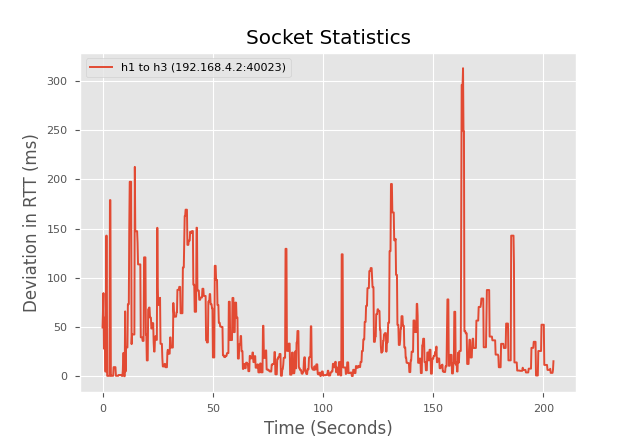 Socket Statistics
h1 to h3 (192.168.4.2:40023)
Deviation in RTT (ms)
300
250
200
150
100
50
0
0 50 100 150 200
Time (Seconds)